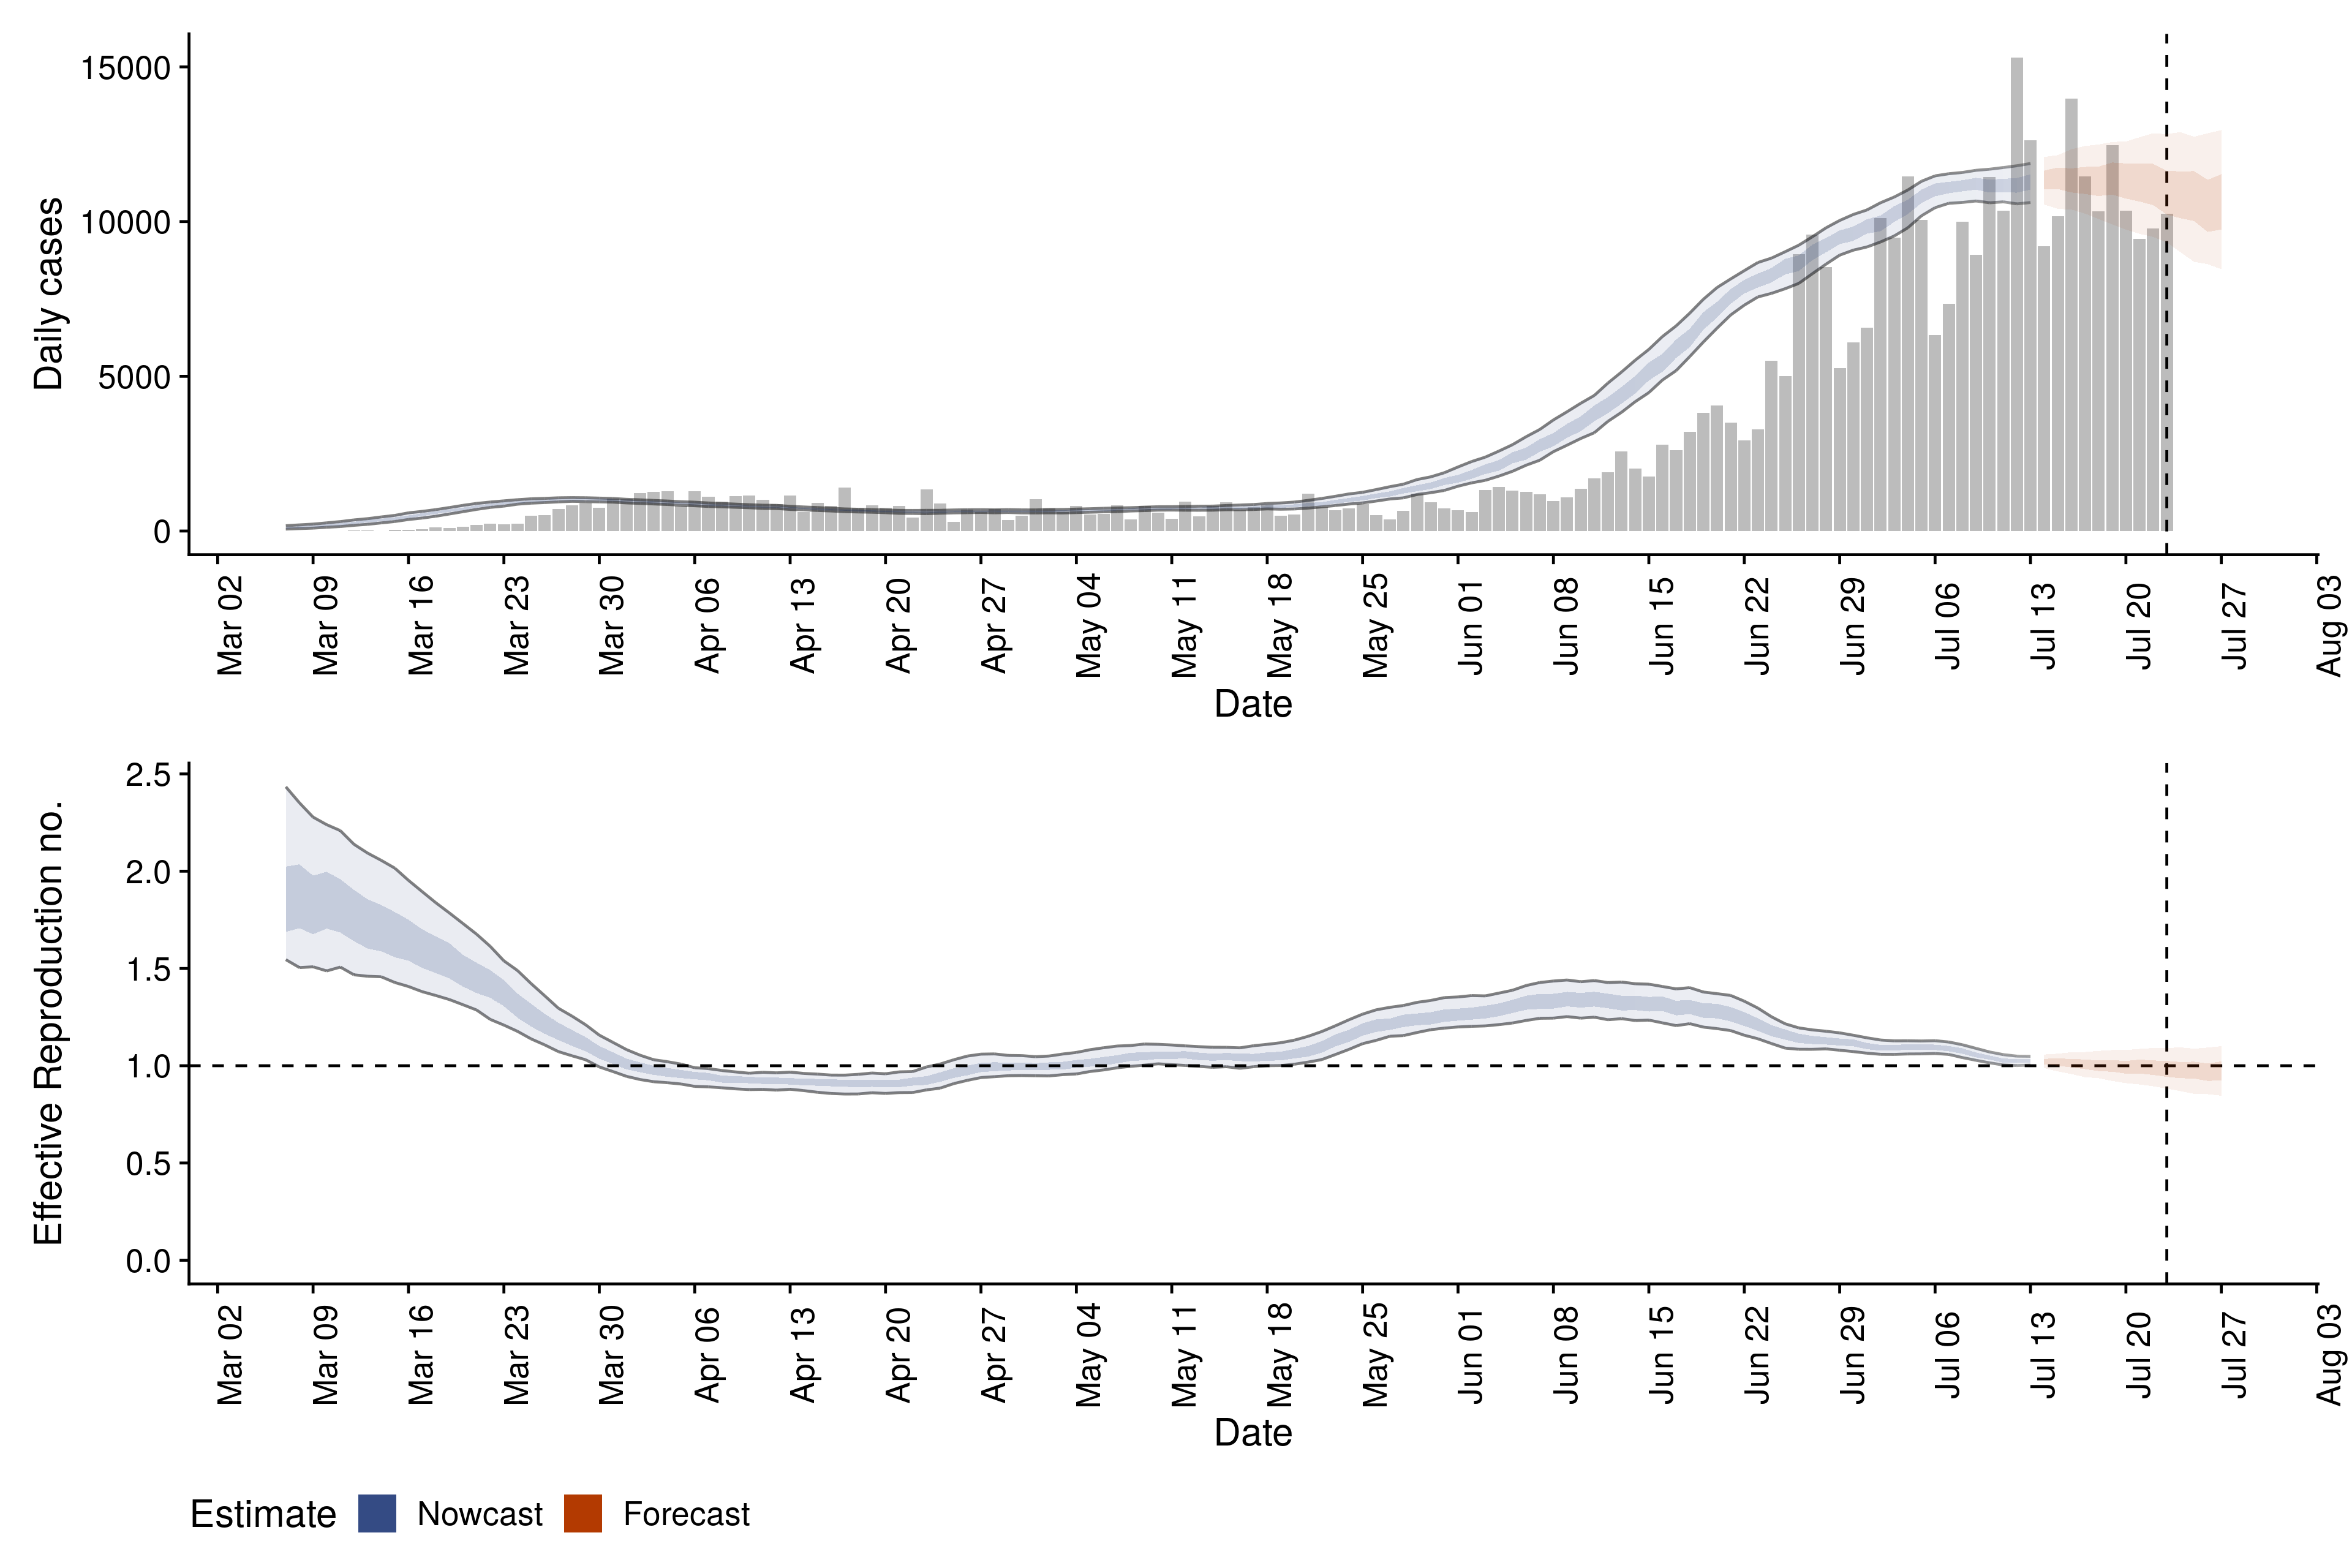 15000
10000
5000
0
Daily cases
Mar 02 Mar 09 Mar 16 Mar 23 Mar 30 Apr 06 Apr 13 Apr 20 Apr 27 May 04 May 11 May 18 May 25 Jun 01 Jun 08 Jun 15 Jun 22 Jun 29 Jul 06 Jul 13 Jul 20 Jul 27 Aug 03
Date
2.5
2.0
1.5
1.0
0.5
0.0
Effective Reproduction no.
Mar 02 Mar 09 Mar 16 Mar 23 Mar 30 Apr 06 Apr 13 Apr 20 Apr 27 May 04 May 11 May 18 May 25 Jun 01 Jun 08 Jun 15 Jun 22 Jun 29 Jul 06 Jul 13 Jul 20 Jul 27 Aug 03
Date
Estimate Nowcast Forecast